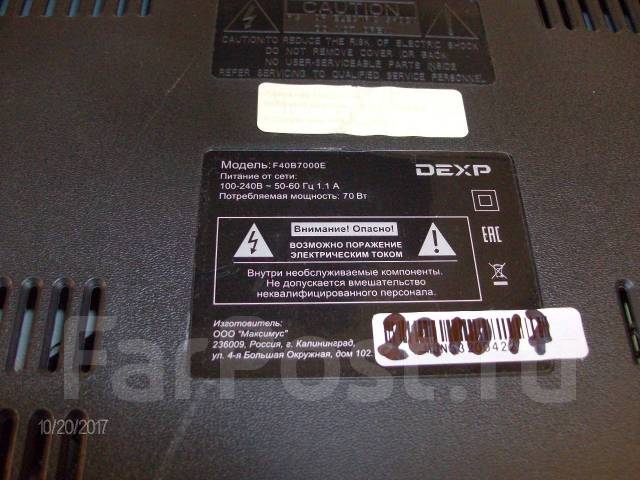 CAUTION
CAUTION:TO REDUCE THE RISK OF ELECTRIC SHOCK
DO NOT REMOVE COVER (OR BACK)
NO USER-SERVICEABLE PARTS INSIDE
REFER SERVICING TO QUALIFIED SERVICE PERSONNEL
Модель: F40B7000E
DEXP
Питание от сети:
100-240В ~ 50-60 Гц 1.1 А
Потребляемая мощность: 70 Вт
Внимание! Опасно!
ВОЗМОЖНО ПОРАЖЕНИЕ
ЭЛЕКТРИЧЕСКИМ ТОКОМ
EAC
Внутри необслуживаемые компоненты.
Не допускается вмешательство
неквалифицированного персонала.
Изготовитель:
ООО "Максимус"
236009, Россия, г. Калининград,
ул. 4-я Большая Окружная, дом 102.
FarPost.ru
10/20/2017